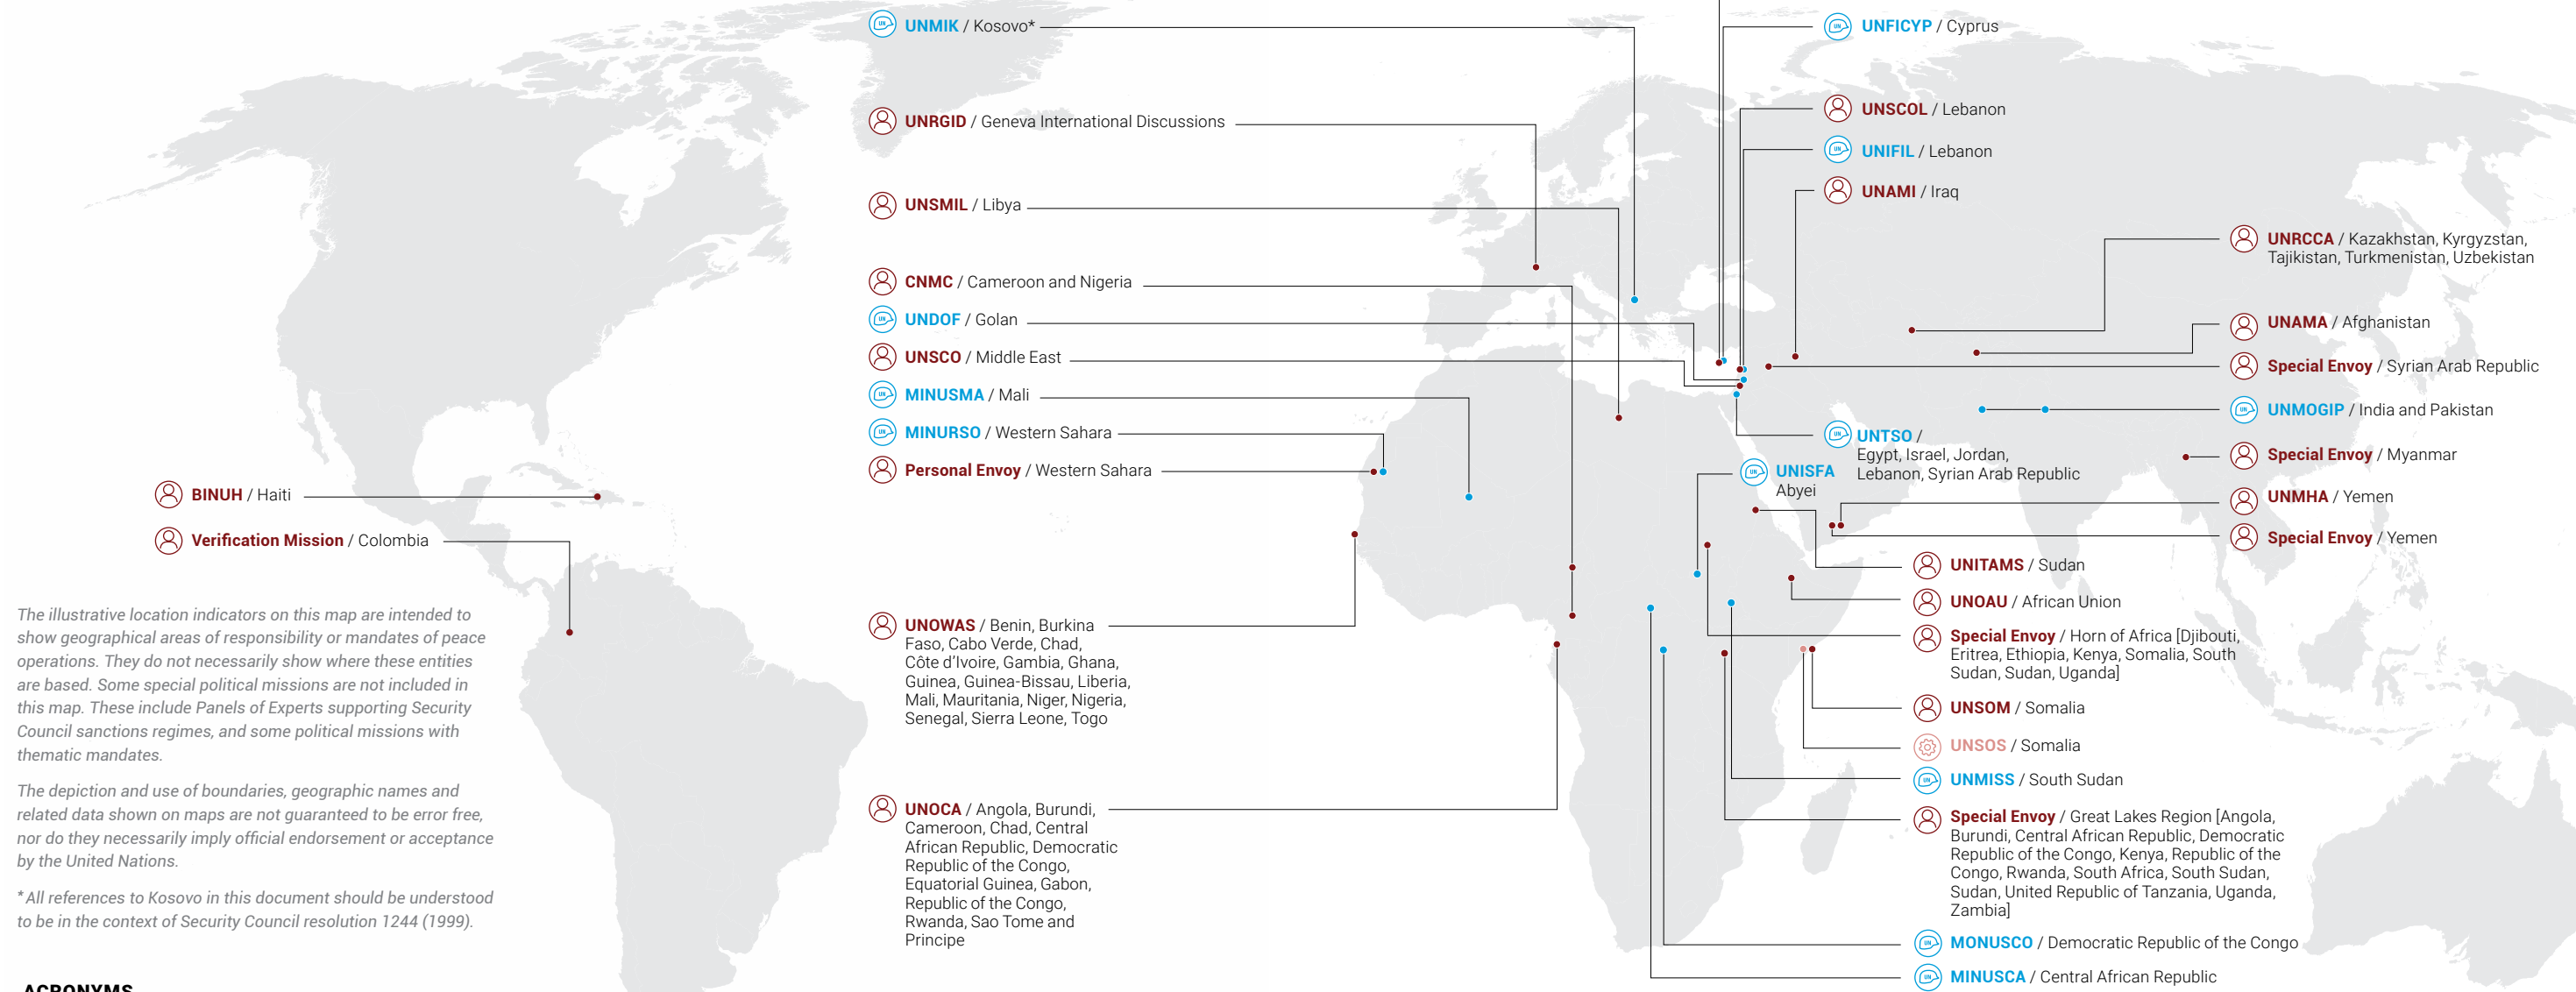 UNMIK / Kosovo*
UNRGID / Geneva International Discussions
UNSMIL / Libya
CNMC / Cameroon and Nigeria
UNDOF / Golan
UNSCO / Middle East
MINUSMA / Mali
MINURSO / Western Sahara
Personal Envoy / Western Sahara
BINUH / Haiti
Verification Mission / Colombia
The illustrative location indicators on this map are intended to
show geographical areas of responsibility or mandates of peace
operations. They do not necessarily show where these entities
are based. Some special political missions are not included in
this map. These include Panels of Experts supporting Security
Council sanctions regimes, and some political missions with
thematic mandates.
The depiction and use of boundaries, geographic names and
related data shown on maps are not guaranteed to be error free,
nor do they necessarily imply official endorsement or acceptance
by the United Nations.
* All references to Kosovo in this document should be understood
to be in the context of Security Council resolution 1244 (1999).
ACRONYMS
UNOWAS / Benin, Burkina
Faso, Cabo Verde, Chad,
Côte d'Ivoire, Gambia, Ghana,
Guinea, Guinea-Bissau, Liberia,
Mali, Mauritania, Niger, Nigeria,
Senegal, Sierra Leone, Togo
UNOCA / Angola, Burundi,
Cameroon, Chad, Central
African Republic, Democratic
Republic of the Congo,
Equatorial Guinea, Gabon,
Republic of the Congo,
Rwanda, Sao Tome and
Principe
UNFICYP / Cyprus
UNSCOL / Lebanon
UNIFIL / Lebanon
UNAMI / Iraq
UNRCCA / Kazakhstan, Kyrgyzstan,
Tajikistan, Turkmenistan, Uzbekistan
UNAMA / Afghanistan
Special Envoy / Syrian Arab Republic
UNMOGIP / India and Pakistan
UNTSO /
Egypt, Israel, Jordan,
Lebanon, Syrian Arab Republic
UNISFA
Abyei
Special Envoy / Myanmar
UNMHA / Yemen
Special Envoy / Yemen
UNITAMS / Sudan
UNOAU / African Union
Special Envoy / Horn of Africa [Djibouti,
Eritrea, Ethiopia, Kenya, Somalia, South
Sudan, Sudan, Uganda]
UNSOM / Somalia
UNSOS / Somalia
UNMISS / South Sudan
Special Envoy / Great Lakes Region [Angola,
Burundi, Central African Republic, Democratic
Republic of the Congo, Kenya, Republic of the
Congo, Rwanda, South Africa, South Sudan,
Sudan, United Republic of Tanzania, Uganda,
Zambia]
MONUSCO / Democratic Republic of the Congo
MINUSCA / Central African Republic